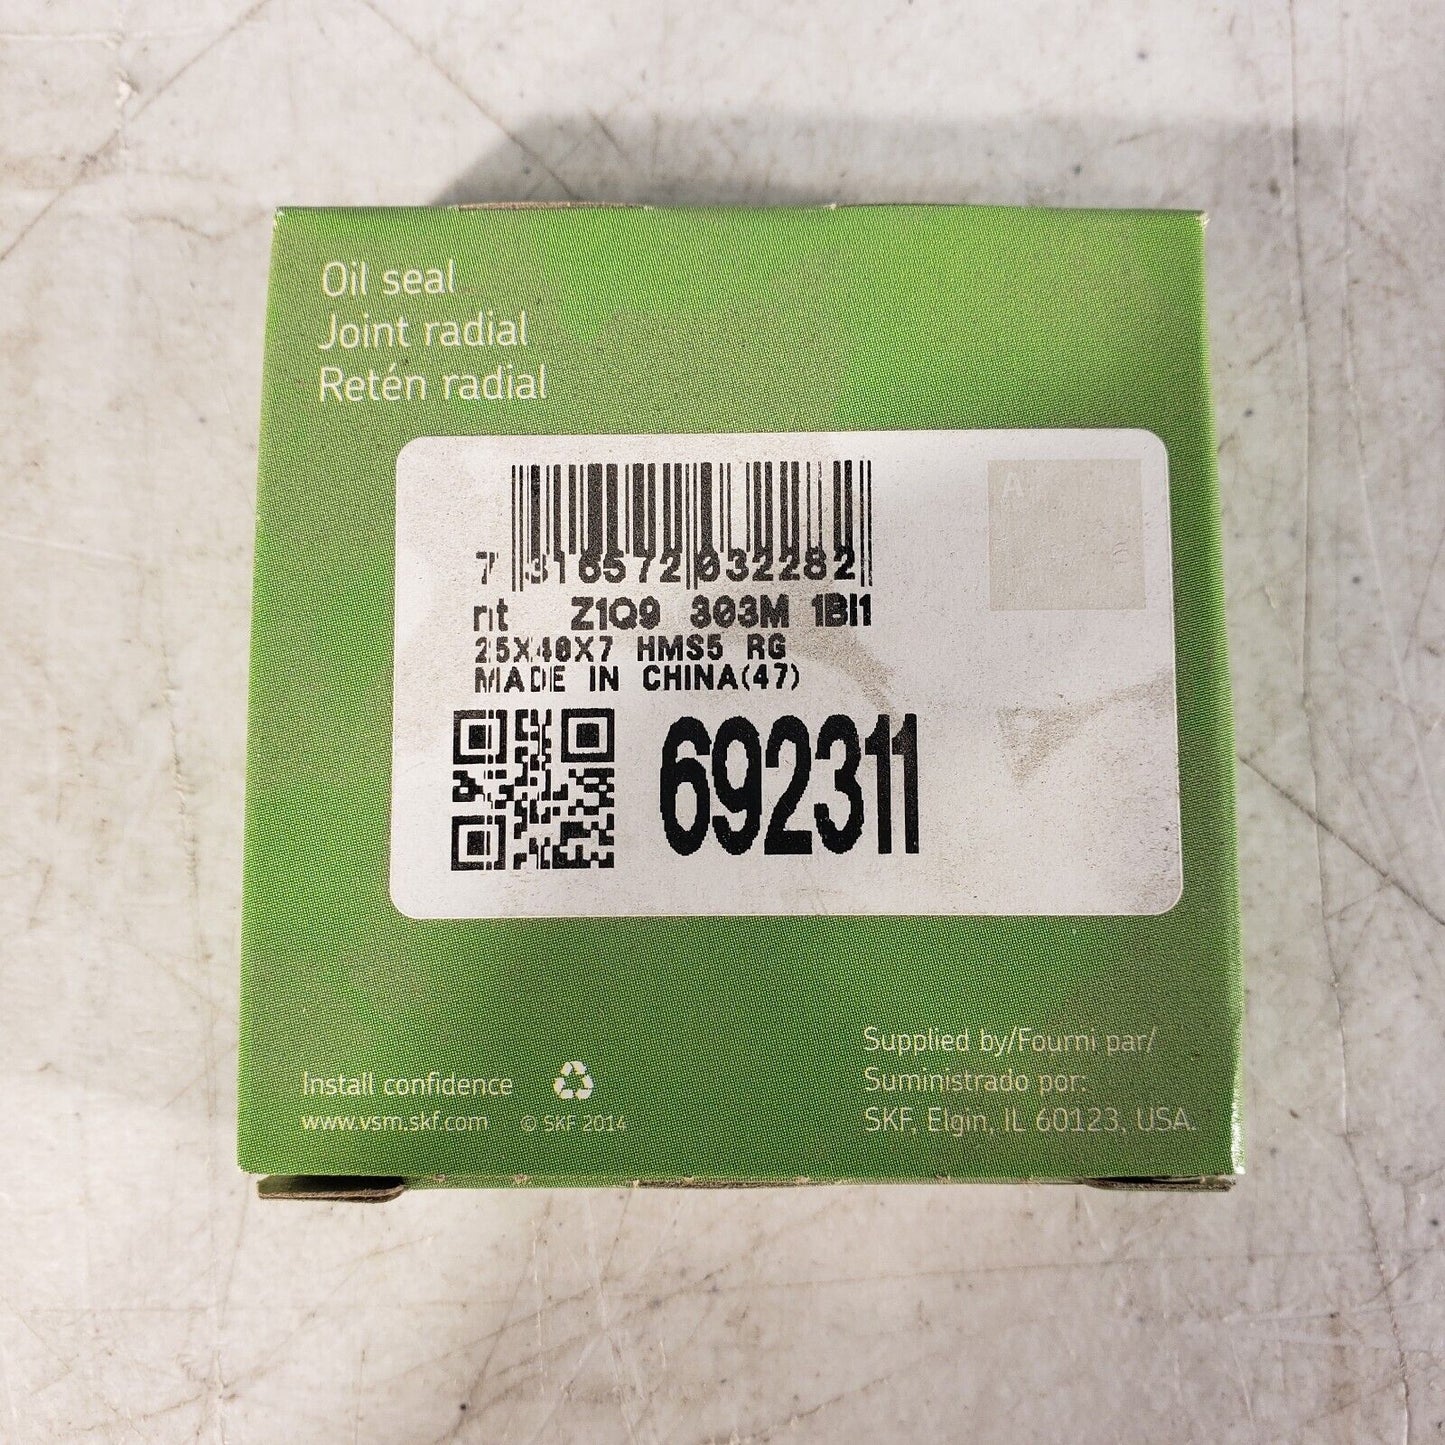 Oil seal
Joint radial
Retén radial
A
7 316572 032282
nt Z1Q9 303M 1BI1
25X40X7 HMS5 RG
MADE IN CHINA(47)
692311
Install confidence
www.vsm.skf.com © SKF 2014
Supplied by/Fourni par/
Suministrado por:
SKF, Elgin, IL 60123, USA.